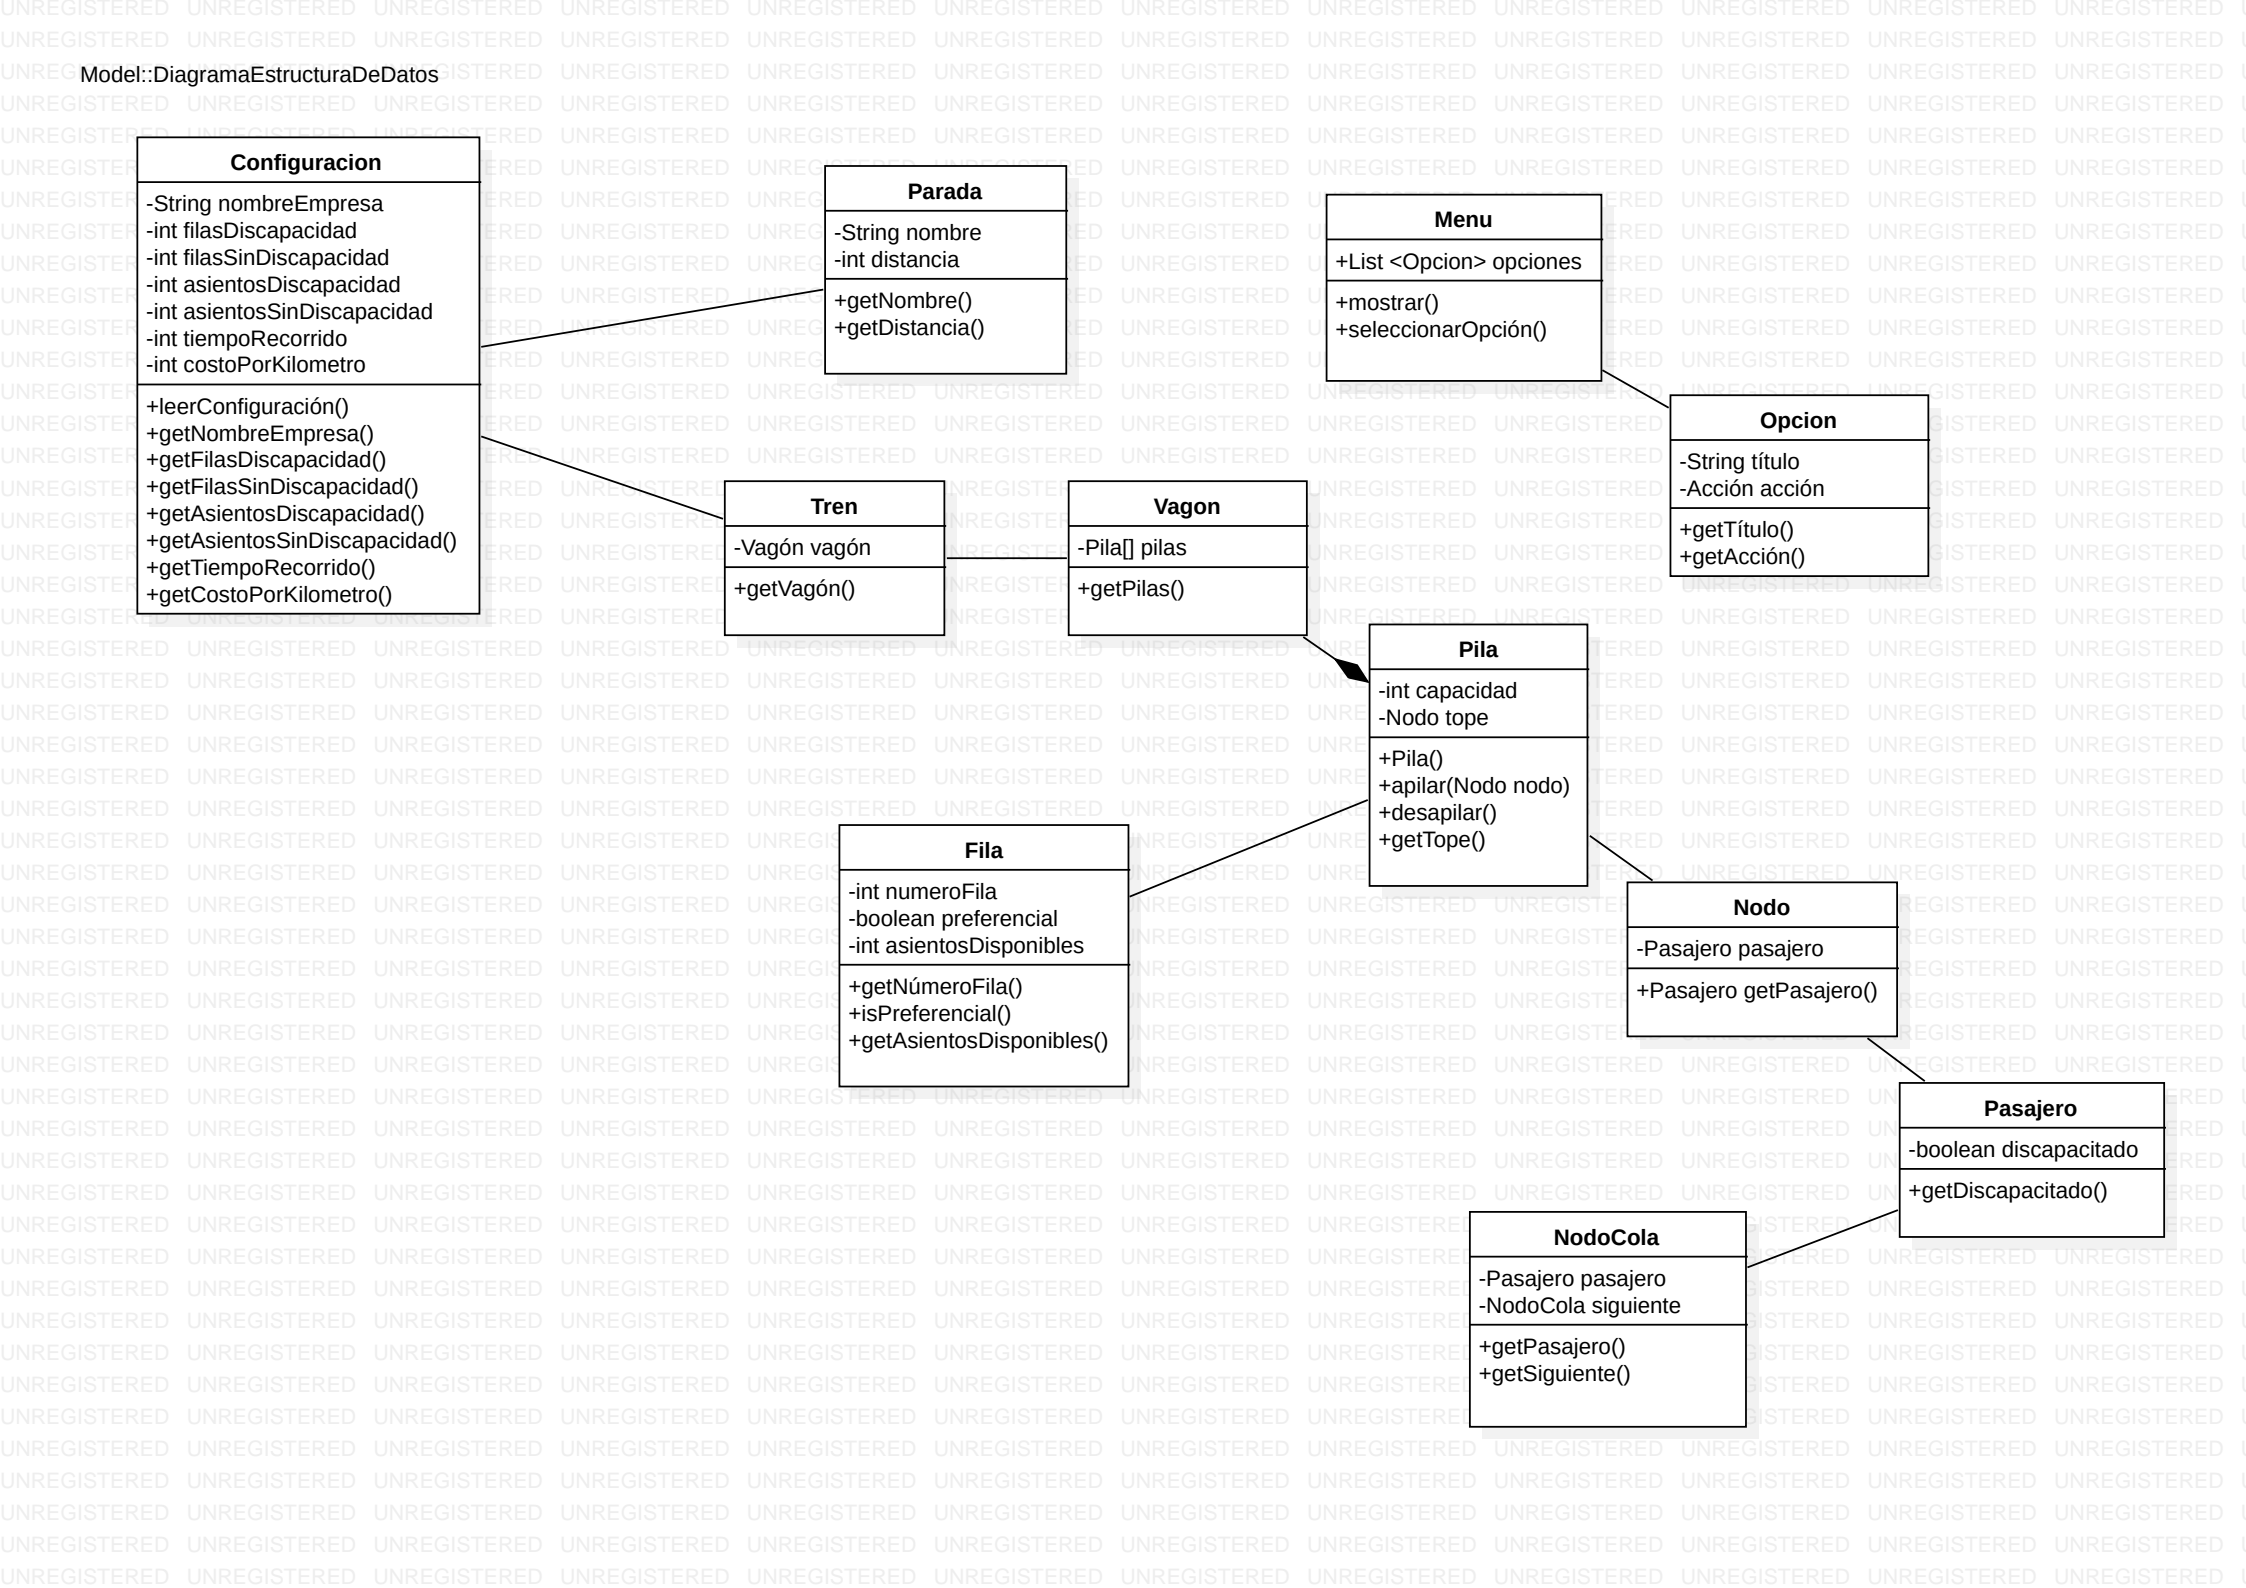 Model::DiagramaEstructuraDeDatos
Configuracion
-String nombreEmpresa
-int filasDiscapacidad
-int filasSinDiscapacidad
-int asientosDiscapacidad
-int asientosSinDiscapacidad
-int tiempoRecorrido
-int costoPorKilometro
+leerConfiguración()
+getNombreEmpresa()
+getFilasDiscapacidad()
+getFilasSinDiscapacidad()
+getAsientosDiscapacidad()
+getAsientosSinDiscapacidad()
+getTiempoRecorrido()
+getCostoPorKilometro()
Parada
-String nombre
-int distancia
+getNombre()
+getDistancia()
Menu
+List <Opcion> opciones
+mostrar()
+seleccionarOpción()
Opcion
-String título
-Acción acción
+getTítulo()
+getAcción()
Tren
-Vagón vagón
+getVagón()
Vagon
-Pila[] pilas
+getPilas()
Pila
-int capacidad
-Nodo tope
+Pila()
+apilar(Nodo nodo)
+desapilar()
+getTope()
Fila
-int numeroFila
-boolean preferencial
-int asientosDisponibles
+getNúmeroFila()
+isPreferencial()
+getAsientosDisponibles()
Nodo
-Pasajero pasajero
+Pasajero getPasajero()
Pasajero
-boolean discapacitado
+getDiscapacitado()
NodoCola
-Pasajero pasajero
-NodoCola siguiente
+getPasajero()
+getSiguiente()
UNREGISTERED